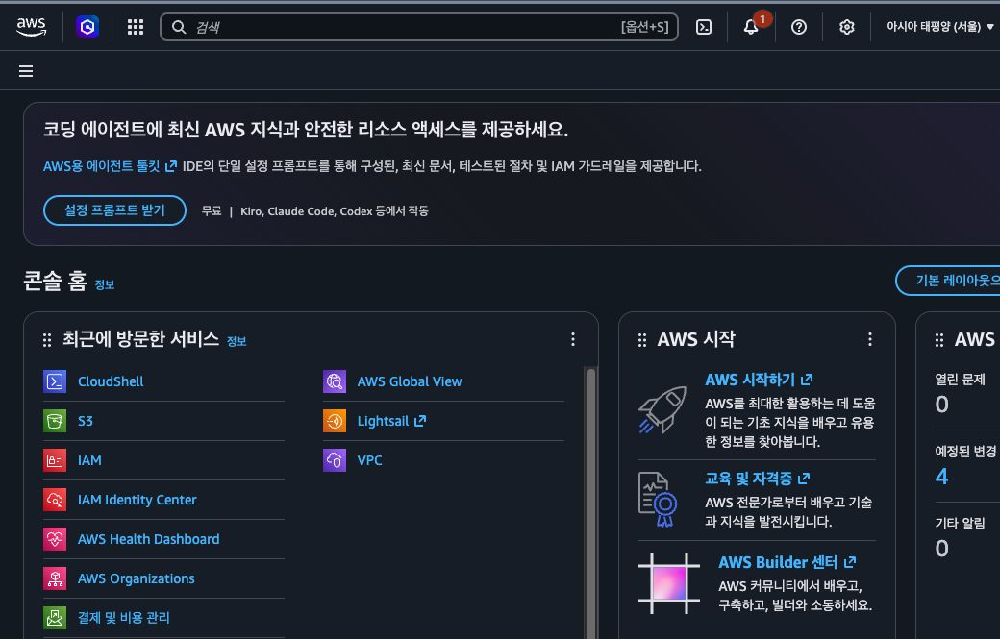 aws
검색
[옵션+S]
1
아시아 태평양 (서울)
코딩 에이전트에 최신 AWS 지식과 안전한 리소스 액세스를 제공하세요.
AWS용 에이전트 툴킷 IDE의 단일 설정 프롬프트를 통해 구성된, 최신 문서, 테스트된 절차 및 IAM 가드레일을 제공합니다.
설정 프롬프트 받기
무료 | Kiro, Claude Code, Codex 등에서 작동
콘솔 홈 정보
기본 레이아웃으
최근에 방문한 서비스 정보
CloudShell
S3
IAM
IAM Identity Center
AWS Health Dashboard
AWS Organizations
결제 및 비용 관리
AWS Global View
Lightsail
VPC
AWS 시작
AWS 시작하기
AWS를 최대한 활용하는 데 도움
이 되는 기초 지식을 배우고 유용
한 정보를 찾아봅니다.
교육 및 자격증
AWS 전문가로부터 배우고 기술
과 지식을 발전시킵니다.
AWS Builder 센터
AWS 커뮤니티에서 배우고,
구축하고, 빌더와 소통하세요.
AWS
열린 문제
0
예정된 변경
4
기타 알림
0